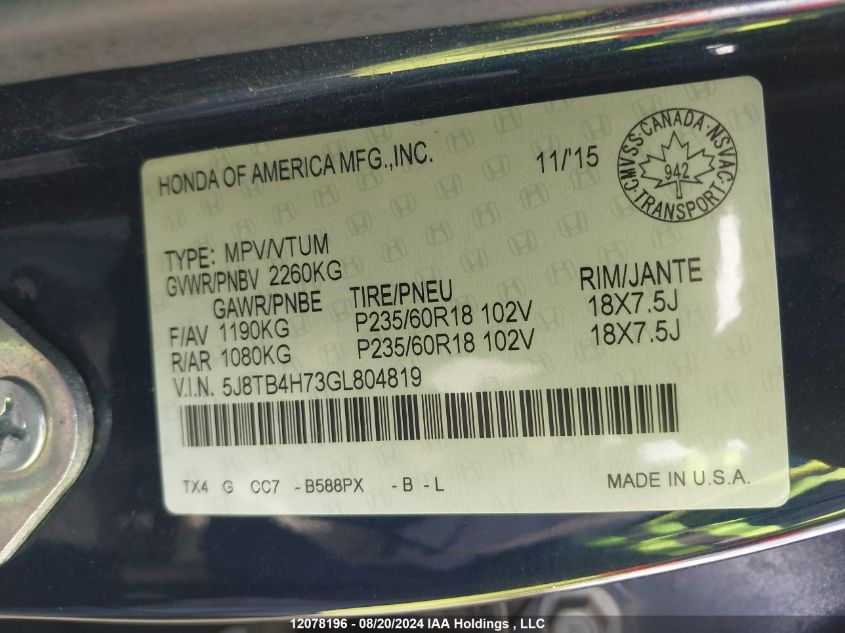 HONDA OF AMERICA MFG.,INC. 11/'15
CMVSS·CANADA·NSVAC
942
TRANSPORT
TYPE: MPV/VTUM
GVWR/PNBV 2260KG
GAWR/PNBE TIRE/PNEU RIM/JANTE
F/AV 1190KG P235/60R18 102V 18X7.5J
R/AR 1080KG P235/60R18 102V 18X7.5J
V.I.N. 5J8TB4H73GL804819
TX4 G CC7 -B588PX -B -L MADE IN U.S.A.
12078196 - 08/20/2024 IAA Holdings , LLC